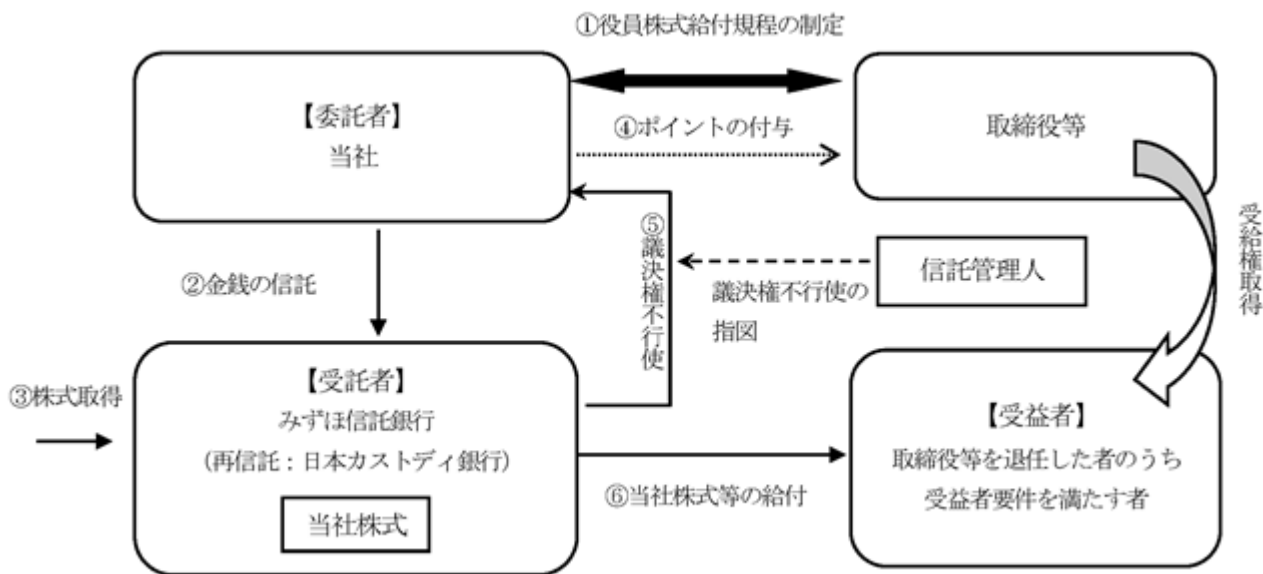 ①役員株式給付規程の制定
【委託者】
当社
④ポイントの付与
取締役等
⑤議決権不行使
受給権取得
②金銭の信託
議決権不行使の
指図
信託管理人
③株式取得
【受託者】
みずほ信託銀行
(再信託:日本カストディ銀行)
当社株式
⑥当社株式等の給付
【受益者】
取締役等を退任した者のうち
受益者要件を満たす者